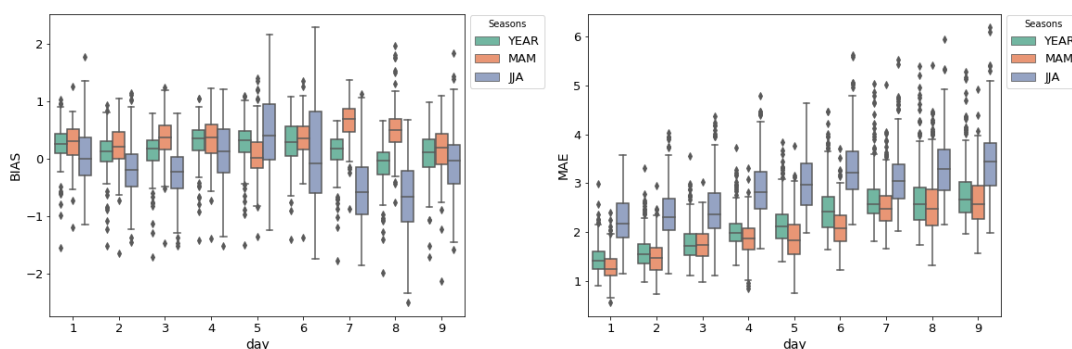 Seasons
YEAR
MAM
JJA
BIAS
2
1
0
−1
−2
1 2 3 4 5 6 7 8 9
day
Seasons
YEAR
MAM
JJA
MAE
6
5
4
3
2
1
1 2 3 4 5 6 7 8 9
day